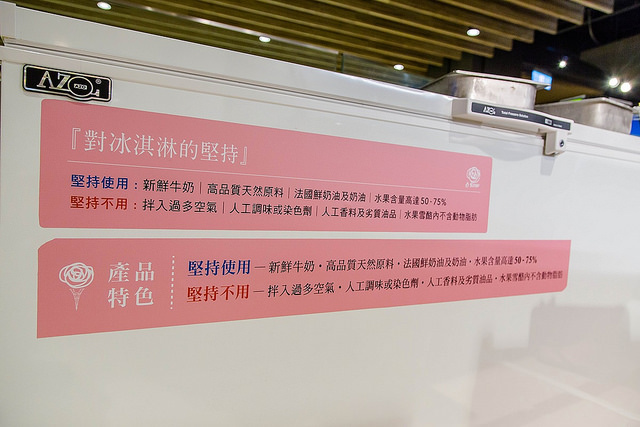 AZOL
『對冰淇淋的堅持』
堅持使用：新鮮牛奶｜高品質天然原料｜法國鮮奶油及奶油｜水果含量高達50-75%
堅持不用：拌入過多空氣｜人工調味或染色劑｜人工香料及劣質油品｜水果雪酪內不含動物脂肪
產品
特色
堅持使用—新鮮牛奶・高品質天然原料・法國鮮奶油及奶油・水果含量高達50-75%
堅持不用—拌入過多空氣・人工調味或染色劑・人工香料及劣質油品・水果雪酪內不含動物脂肪